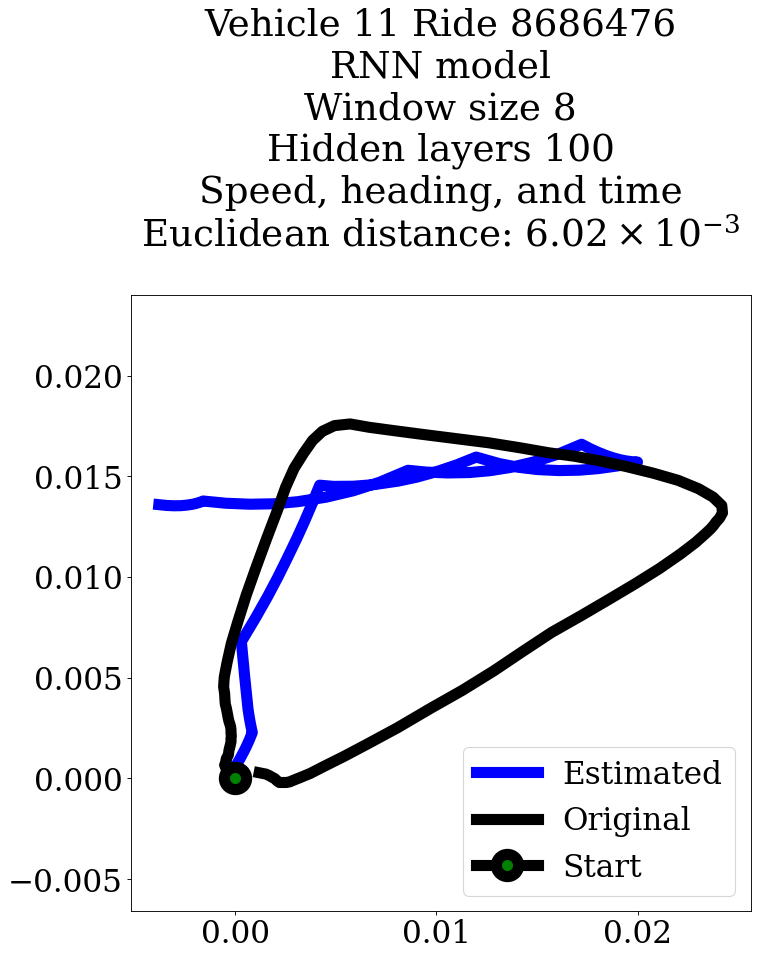 Vehicle 11 Ride 8686476
RNN model
Window size 8
Hidden layers 100
Speed, heading, and time
Euclidean distance: 6.02 × 10⁻³
0.020
0.015
0.010
0.005
0.000
−0.005
0.00 0.01 0.02
Estimated
Original
Start